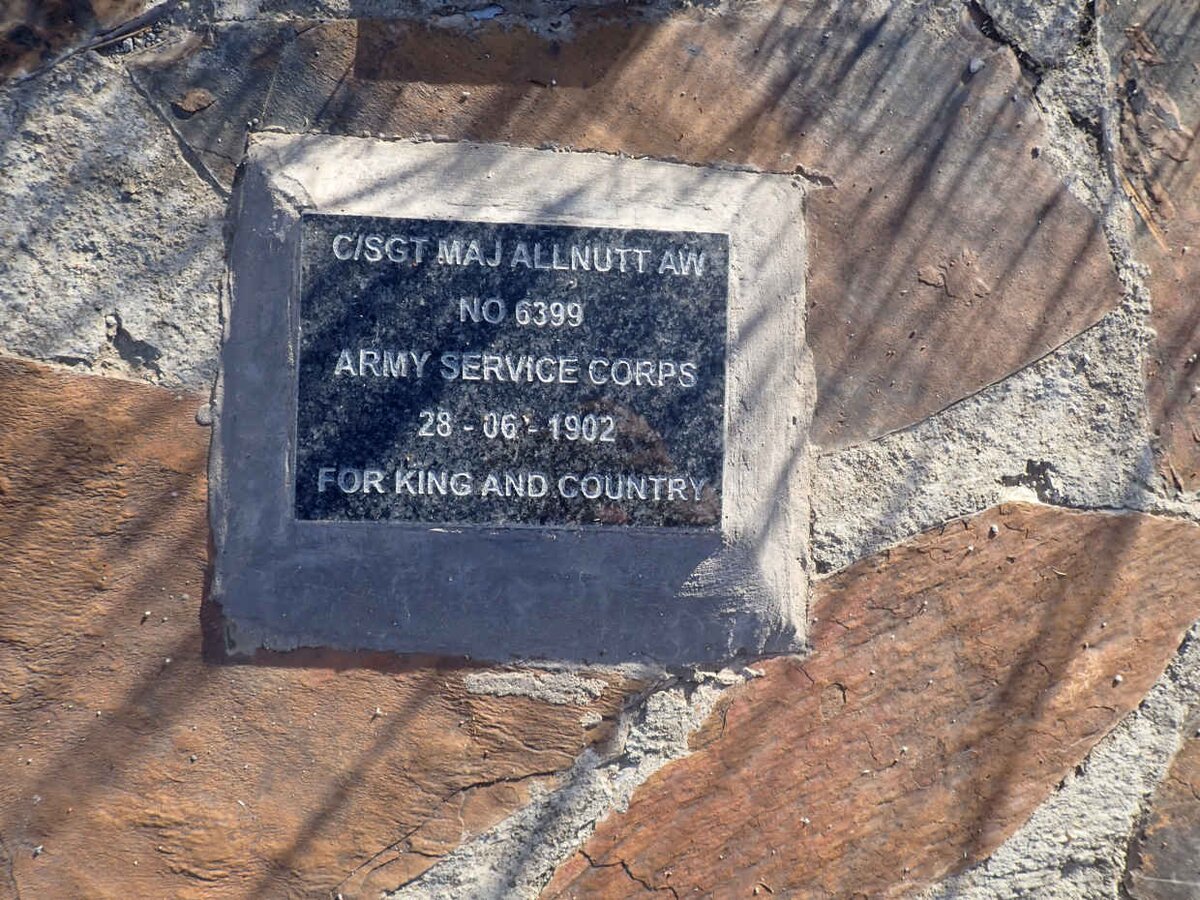 C/SGT MAJ ALLNUTT AW
NO 6399
ARMY SERVICE CORPS
28 - 06 - 1902
FOR KING AND COUNTRY